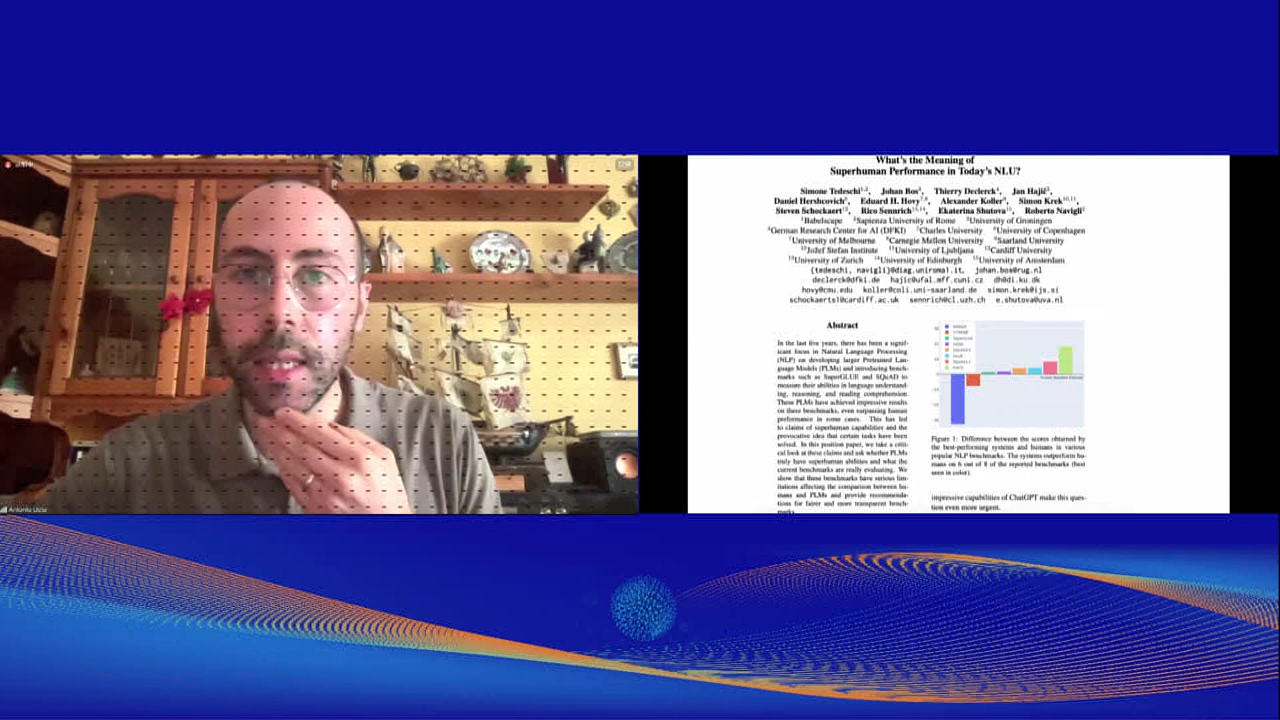 What's the Meaning of
Superhuman Performance in Today's NLU?
Simone Tedeschi1,2, Johan Bos3, Thierry Declerck4, Jan Hajič5,
Daniel Hershcovich6, Eduard H. Hovy7,8, Alexander Koller9, Simon Krek10,11,
Steven Schockaert12, Rico Sennrich13,14, Ekaterina Shutova15, Roberto Navigli2
1Babelscape 2Sapienza University of Rome 3University of Groningen
4German Research Center for AI (DFKI) 5Charles University 6University of Copenhagen
7University of Melbourne 8Carnegie Mellon University 9Saarland University
10Jožef Stefan Institute 11University of Ljubljana 12Cardiff University
13University of Zurich 14University of Edinburgh 15University of Amsterdam
{tedeschi, navigli}@diag.uniroma1.it, johan.bos@rug.nl
declerck@dfki.de hajic@ufal.mff.cuni.cz dh@di.ku.dk
hovy@cmu.edu koller@coli.uni-saarland.de simon.krek@ijs.si
schockaerts1@cardiff.ac.uk sennrich@cl.uzh.ch e.shutova@uva.nl
Abstract
In the last five years, there has been a signif-
icant focus in Natural Language Processing
(NLP) on developing larger Pretrained Lan-
guage Models (PLMs) and introducing bench-
marks such as SuperGLUE and SQuAD to
measure their abilities in language understand-
ing, reasoning, and reading comprehension.
These PLMs have achieved impressive results
on these benchmarks, even surpassing human
performance in some cases. This has led
to claims of superhuman capabilities and the
provocative idea that certain tasks have been
solved. In this position paper, we take a criti-
cal look at these claims and ask whether PLMs
truly have superhuman abilities and what the
current benchmarks are really evaluating. We
show that these benchmarks have serious lim-
itations affecting the comparison between hu-
mans and PLMs and provide recommenda-
tions for fairer and more transparent bench-
marks.
Figure 1: Difference between the scores obtained by
the best-performing systems and humans in various
popular NLP benchmarks. The systems outperform hu-
mans on 6 out of 8 of the reported benchmarks (best
seen in color).
impressive capabilities of ChatGPT make this ques-
tion even more urgent.